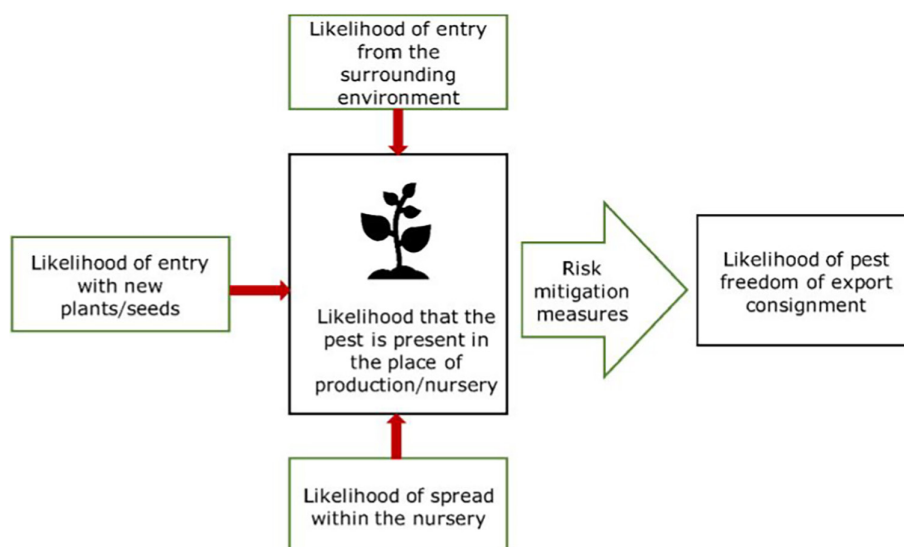 Likelihood of entry
from the
surrounding
environment
Likelihood of entry
with new
plants/seeds
Likelihood that the
pest is present in
the place of
production/nursery
Risk
mitigation
measures
Likelihood of pest
freedom of export
consignment
Likelihood of spread
within the nursery